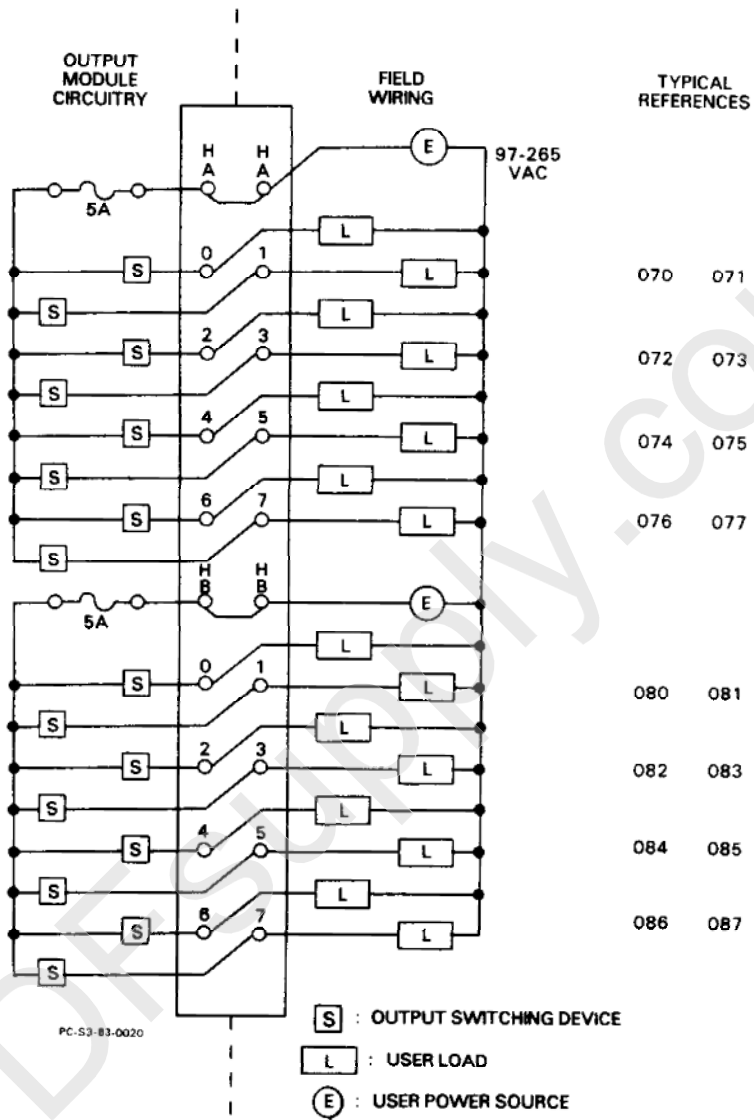 OUTPUT
MODULE
CIRCUITRY
FIELD
WIRING
TYPICAL
REFERENCES
H H
A A
E
97-265
VAC
5A
L
S 0 1 L 070 071
S L
S 2 3 L 072 073
S L
S 4 5 L 074 075
S L
S 6 7 L 076 077
S
H H
B B
E
5A
L
S 0 1 L 080 081
S L
S 2 3 L 082 083
S L
S 4 5 L 084 085
S L
S 6 7 L 086 087
S
PC-S3-83-0020
S : OUTPUT SWITCHING DEVICE
L : USER LOAD
E : USER POWER SOURCE